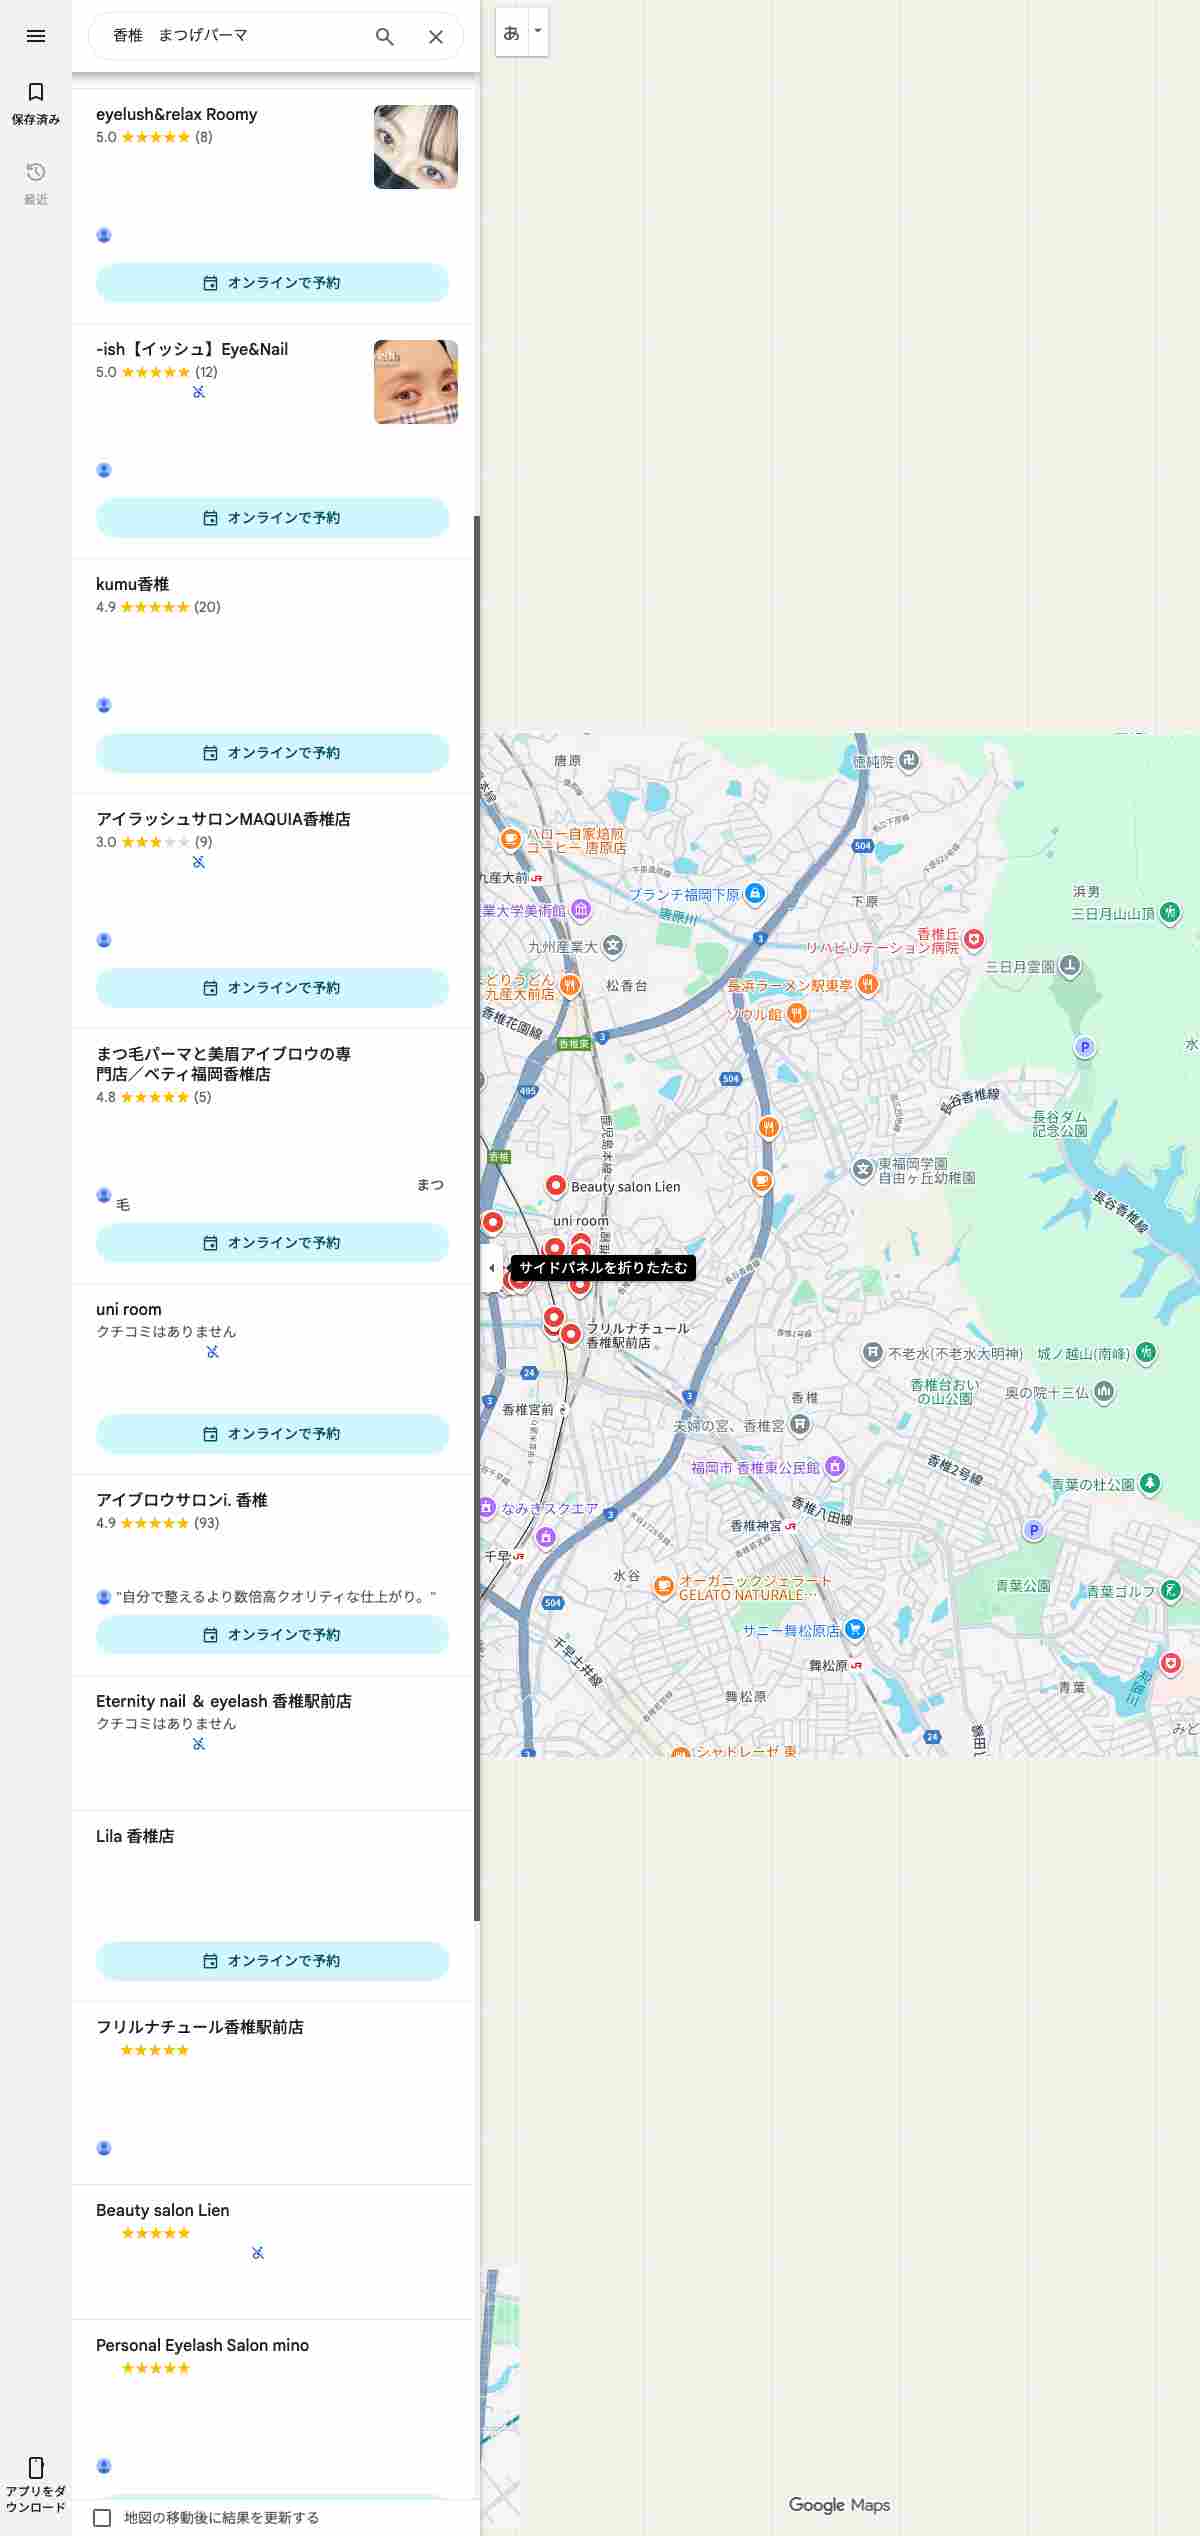 香椎　まつげパーマ
保存済み
最近
あ
eyelush&relax Roomy
5.0 ★★★★★ (8)
オンラインで予約
-ish【イッシュ】Eye&Nail
5.0 ★★★★★ (12)
オンラインで予約
kumu香椎
4.9 ★★★★★ (20)
オンラインで予約
アイラッシュサロンMAQUIA香椎店
3.0 ★★★★★ (9)
オンラインで予約
まつ毛パーマと美眉アイブロウの専
門店／ベティ福岡香椎店
4.8 ★★★★★ (5)
まつ
毛
オンラインで予約
uni room
クチコミはありません
オンラインで予約
アイブロウサロンi. 香椎
4.9 ★★★★★ (93)
"自分で整えるより数倍高クオリティな仕上がり。"
オンラインで予約
Eternity nail ＆ eyelash 香椎駅前店
クチコミはありません
Lila 香椎店
オンラインで予約
フリルナチュール香椎駅前店
★★★★★
Beauty salon Lien
★★★★★
Personal Eyelash Salon mino
★★★★★
アプリをダ
ウンロード
地図の移動後に結果を更新する
唐原
徳純院
ハロー自家焙煎
コーヒー 唐原店
504
九産大前
JR
下原
浜男
ブランチ福岡下原
三日月山山頂
業大学美術館
唐原川
3
香椎丘
リハビリテーション病院
九州産業大
三日月霊園
どりうどん
九産大前店
松香台
長浜ラーメン駅東亭
ソウル館
香椎花園線
香椎東
3
水
P
504
495
長谷香椎線
長谷ダム
記念公園
鹿児島本線
香椎
東福岡学園
自由ヶ丘幼稚園
Beauty salon Lien
長谷香椎線
uni room
サイドパネルを折りたたむ
フリルナチュール
香椎駅前店
不老水(不老水大明神)
城ノ越山(南峰)
24
香椎台おい
の山公園
奥の院十三仏
3
3
香椎
香椎宮前
夫婦の宮、香椎宮
福岡市 香椎東公民館
香椎2号線
青葉の杜公園
なみきスクエア
3
香椎八田線
香椎神宮
JR
P
千早
JR
水谷
オーガニックジェラート
GELATO NATURALE…
青葉公園
青葉ゴルフ
504
サニー舞松原店
千早土井線
舞松原
JR
舞松原
青葉
みど
24
シャトレーゼ 東
3
Google Maps